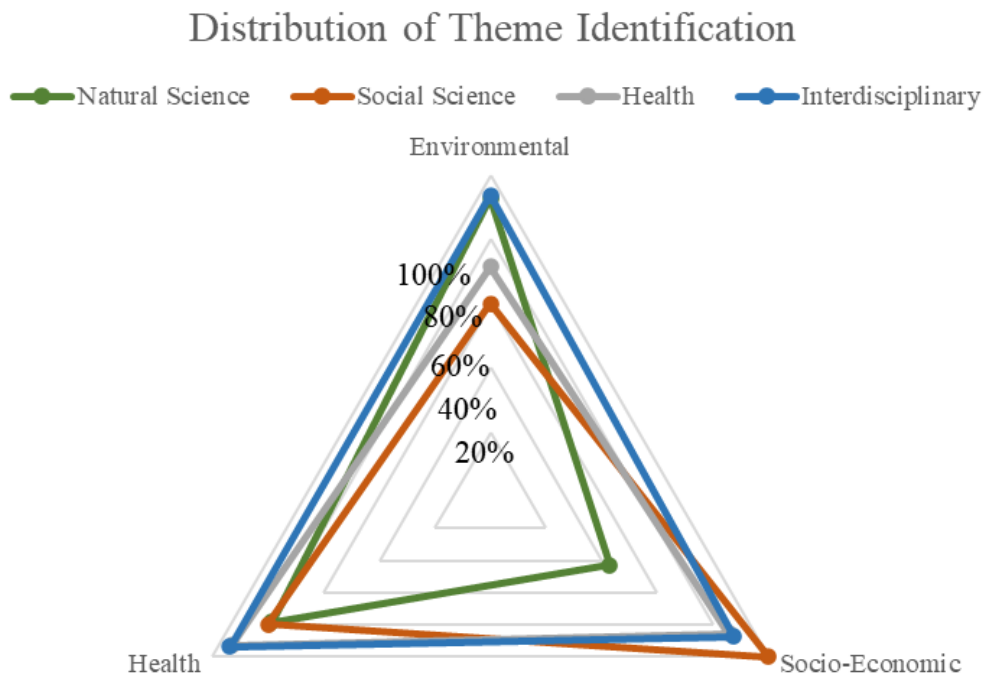 Distribution of Theme Identification
Natural Science Social Science Health Interdisciplinary
Environmental
100%
80%
60%
40%
20%
Health
Socio-Economic